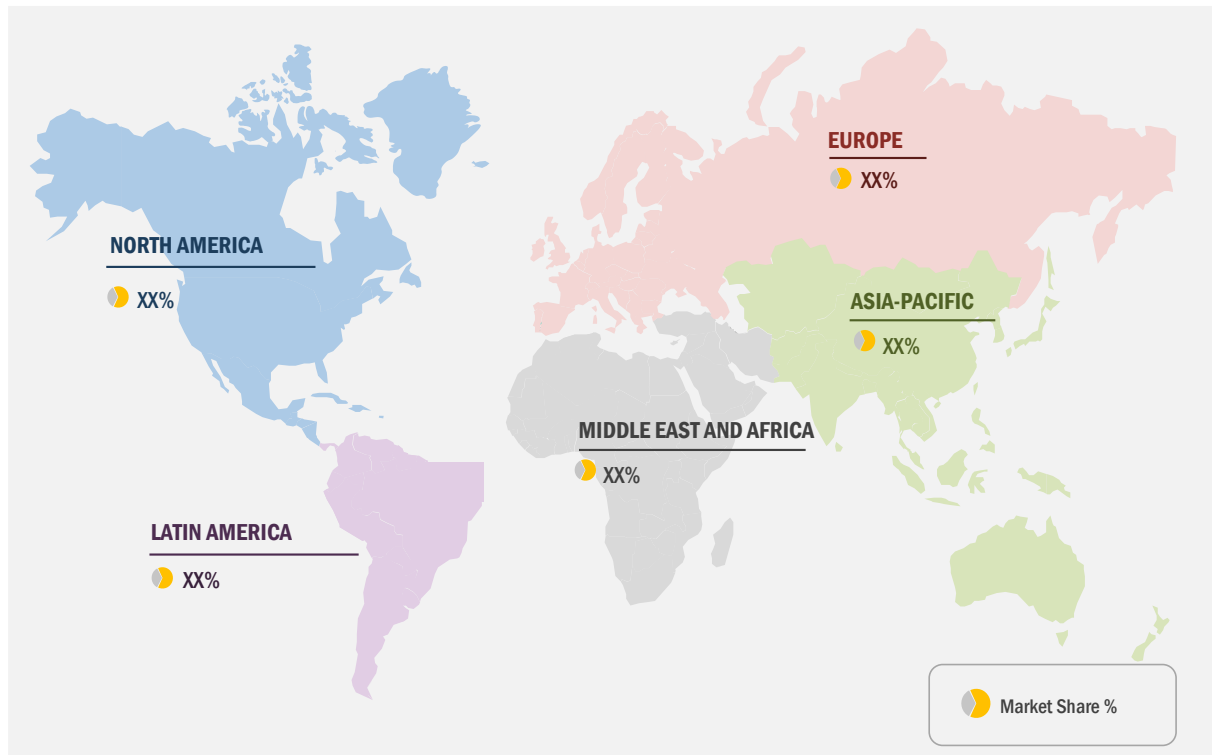 EUROPE
XX%
NORTH AMERICA
XX%
ASIA-PACIFIC
XX%
MIDDLE EAST AND AFRICA
XX%
LATIN AMERICA
XX%
Market Share %